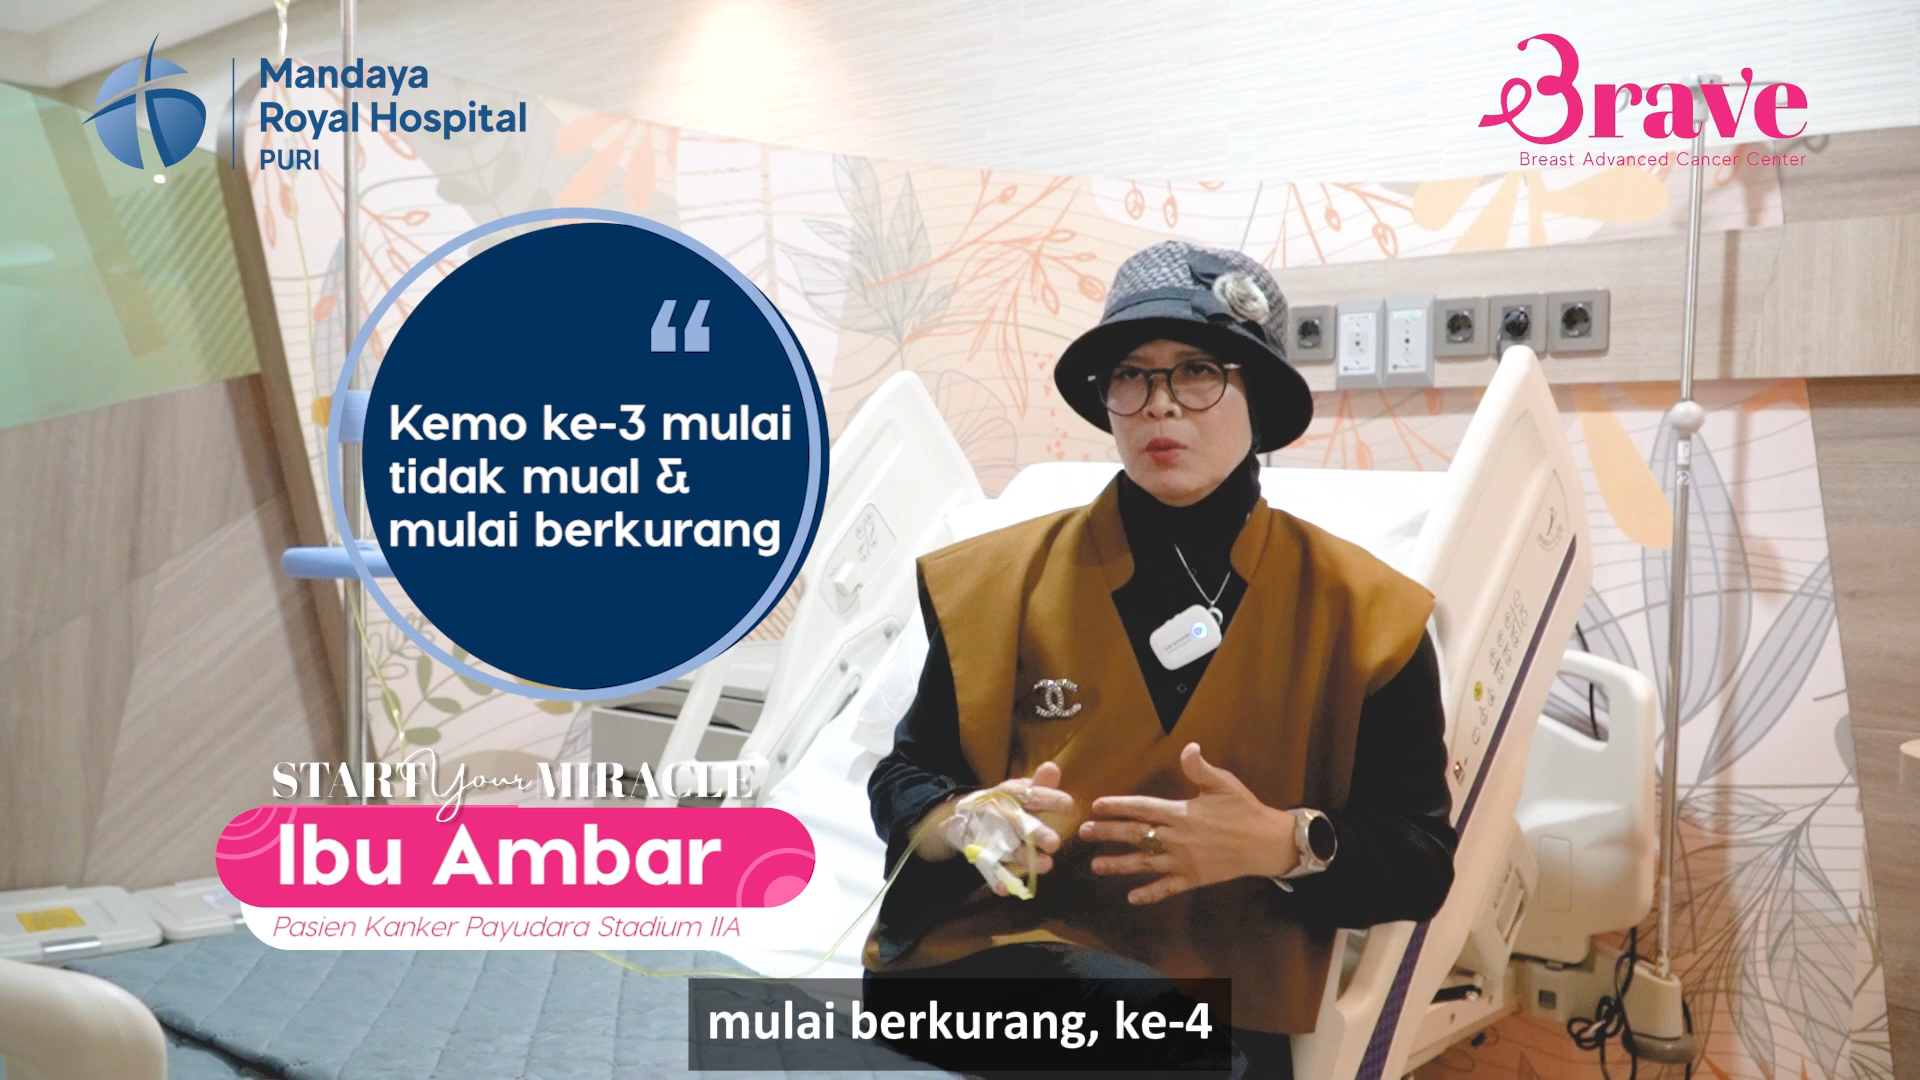 Mandaya
Royal Hospital
PURI
Brave
Breast Advanced Cancer Center
“
Kemo ke-3 mulai
tidak mual &
mulai berkurang
START Your MIRACLE
Ibu Ambar
Pasien Kanker Payudara Stadium IIA
mulai berkurang, ke-4